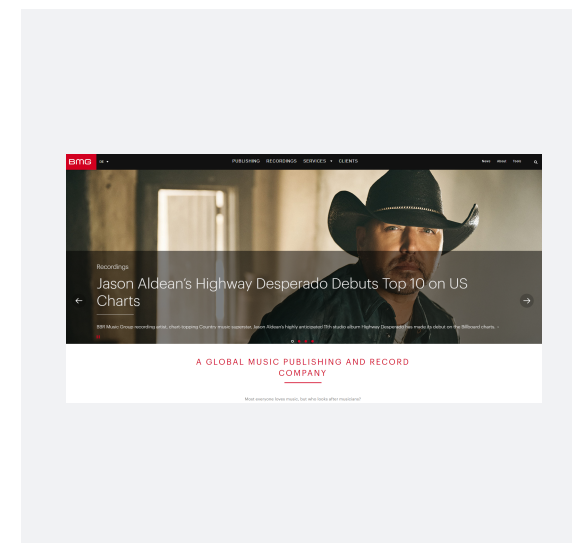 BMG
PUBLISHING RECORDINGS SERVICES CLIENTS
News About Team
Recordings
Jason Aldean's Highway Desperado Debuts Top 10 on US
Charts
BBR Music Group recording artist, chart-topping Country music superstar, Jason Aldean's highly anticipated 11th studio album Highway Desperado has made its debut on the Billboard charts.
A GLOBAL MUSIC PUBLISHING AND RECORD
COMPANY
Most everyone loves music, but who looks after musicians?